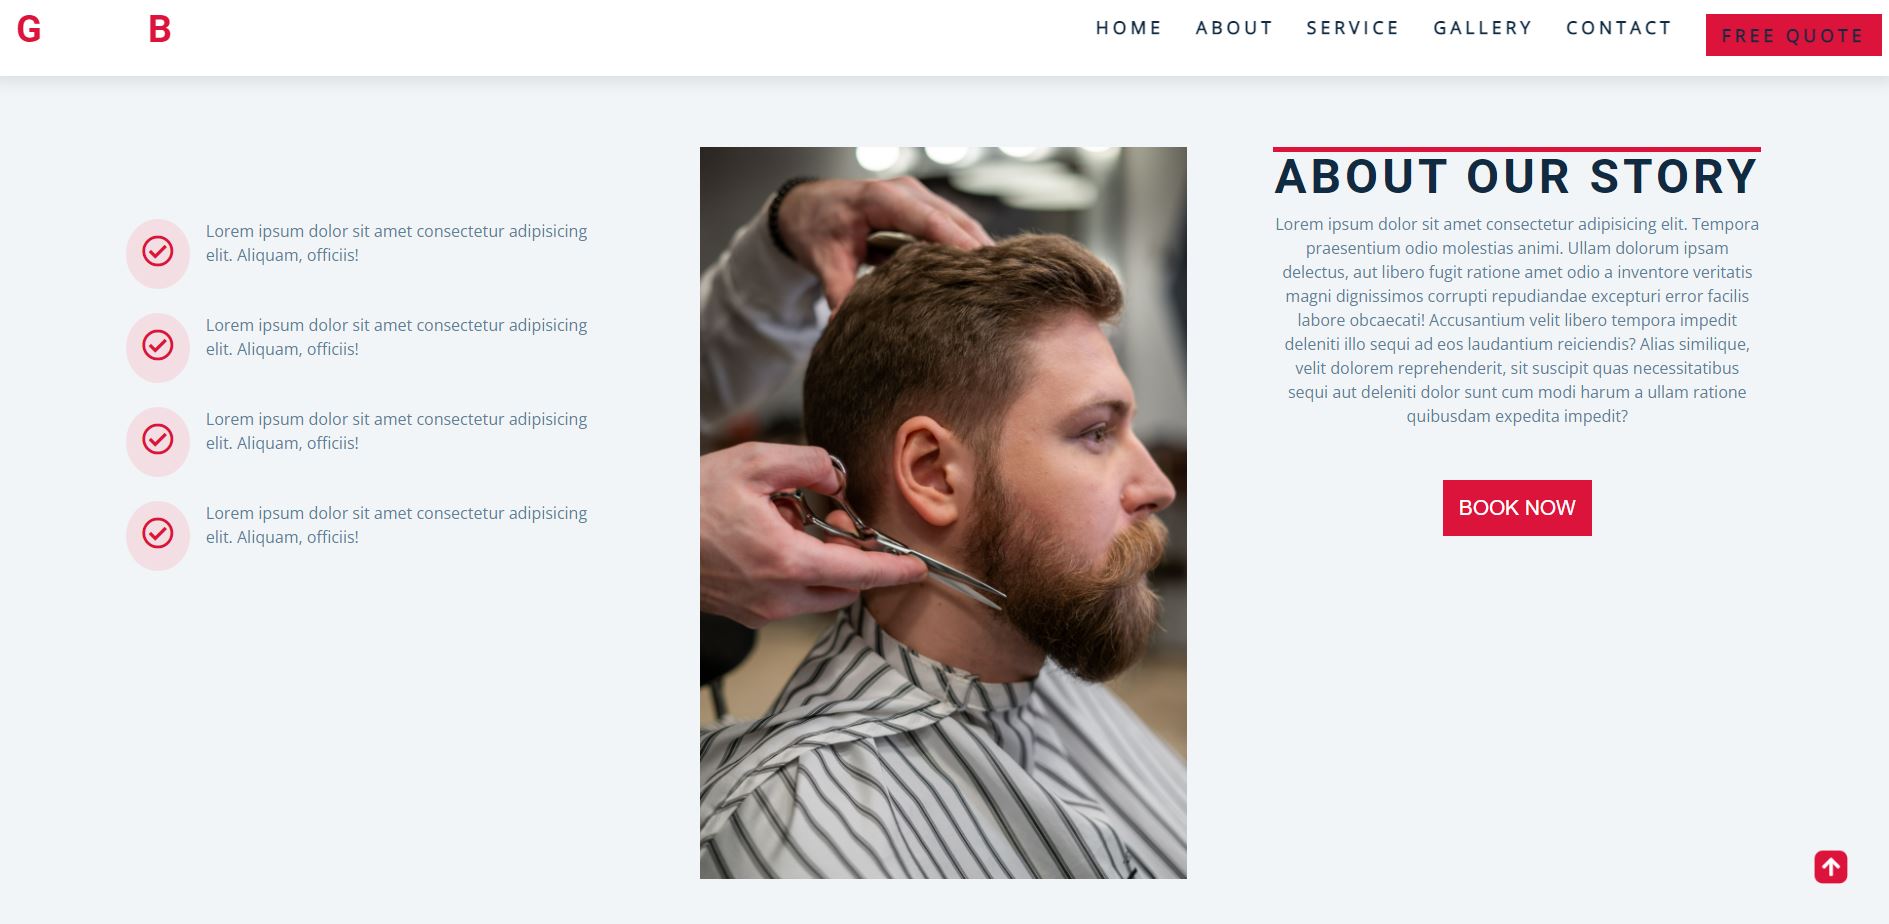 G B
HOME ABOUT SERVICE GALLERY CONTACT FREE QUOTE
Lorem ipsum dolor sit amet consectetur adipisicing
elit. Aliquam, officiis!
Lorem ipsum dolor sit amet consectetur adipisicing
elit. Aliquam, officiis!
Lorem ipsum dolor sit amet consectetur adipisicing
elit. Aliquam, officiis!
Lorem ipsum dolor sit amet consectetur adipisicing
elit. Aliquam, officiis!
ABOUT OUR STORY
Lorem ipsum dolor sit amet consectetur adipisicing elit. Tempora
praesentium odio molestias animi. Ullam dolorum ipsam
delectus, aut libero fugit ratione amet odio a inventore veritatis
magni dignissimos corrupti repudiandae excepturi error facilis
labore obcaecati! Accusantium velit libero tempora impedit
deleniti illo sequi ad eos laudantium reiciendis? Alias similique,
velit dolorem reprehenderit, sit suscipit quas necessitatibus
sequi aut deleniti dolor sunt cum modi harum a ullam ratione
quibusdam expedita impedit?
BOOK NOW